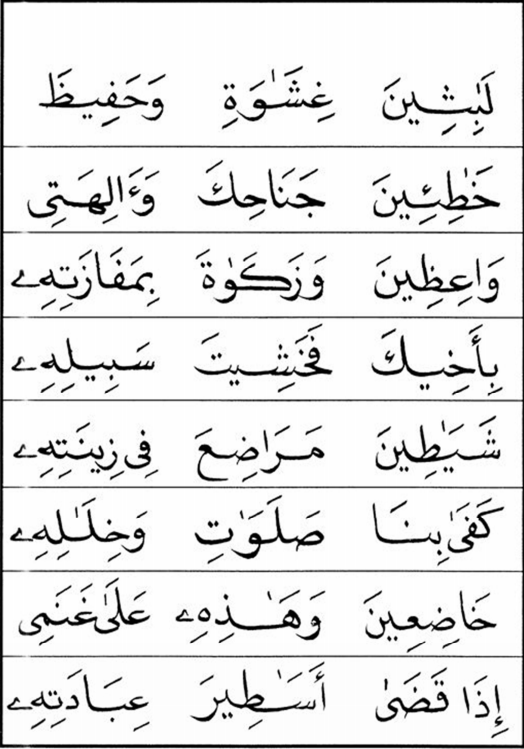 لَٰبِثِينَ غِشَٰوَةِ وَحَفِيظَ
خَٰطِـِٔينَ جَنَاحِكَ وَءَالِهَتِى
وَاعِظِينَ وَزَكَوٰةَ بِمَفَازَتِهِۦ
بِأَخِيكَ فَخَشِيتَ سَبِيلِهِۦ
شَيَٰطِينَ مَرَاضِعَ فِى زِينَتِهِۦ
كَفَىٰ بِنَا صَلَوَٰتِ وَخِلَٰلِهِۦ
خَاضِعِينَ وَهَٰذِهِۦ عَلَىٰ غَنَمِى
إِذَا قَضَىٰ أَسَٰطِيرَ عِبَادَتِهِۦ